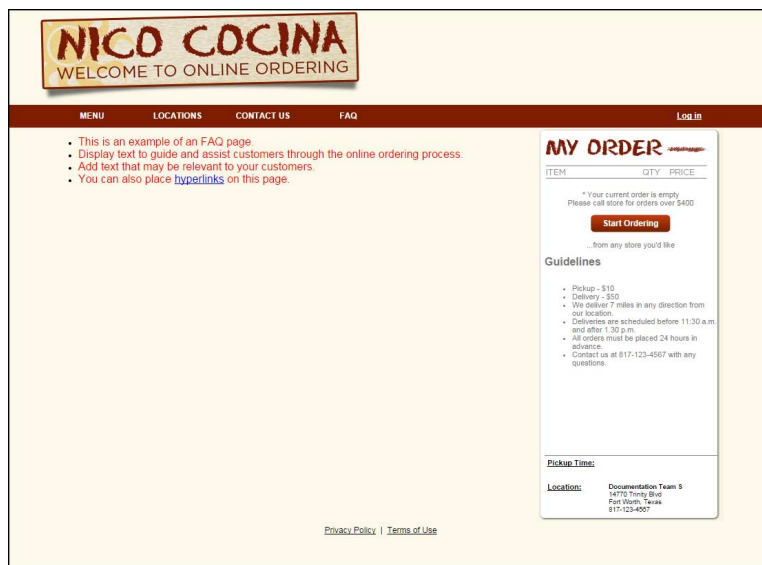 NICO COCINA
WELCOME TO ONLINE ORDERING
MENU LOCATIONS CONTACT US FAQ Log in
This is an example of an FAQ page.
Display text to guide and assist customers through the online ordering process.
Add text that may be relevant to your customers.
You can also place hyperlinks on this page.
MY ORDER
ITEM QTY PRICE
* Your current order is empty
Please call store for orders over $400
Start Ordering
...from any store you'd like
Guidelines
Pickup - $10
Delivery - $50
We deliver 7 miles in any direction from
our location.
Deliveries are scheduled before 11:30 a.m.
and after 1.30 p.m.
All orders must be placed 24 hours in
advance.
Contact us at 817-123-4567 with any
questions.
Pickup Time:
Location: Documentation Team S
14770 Trinity Blvd
Fort Worth, Texas
817-123-4567
Privacy Policy | Terms of Use